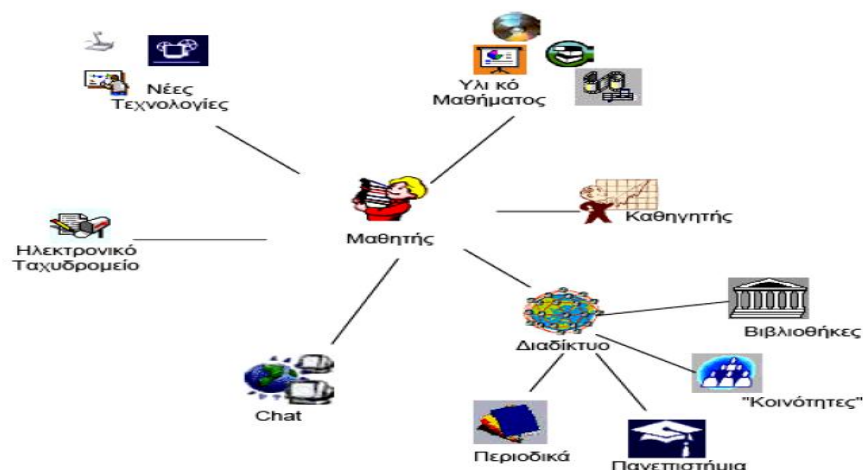 Νέες
Τεχνολογίες
Υλι κό
Μαθήματος
Μαθητής
Καθηγητής
Ηλεκτρονικό
Ταχυδρομείο
Διαδίκτυο
Βιβλιοθήκες
"Κοινότητες"
Chat
Περιοδικά
Πανεπιστήμια